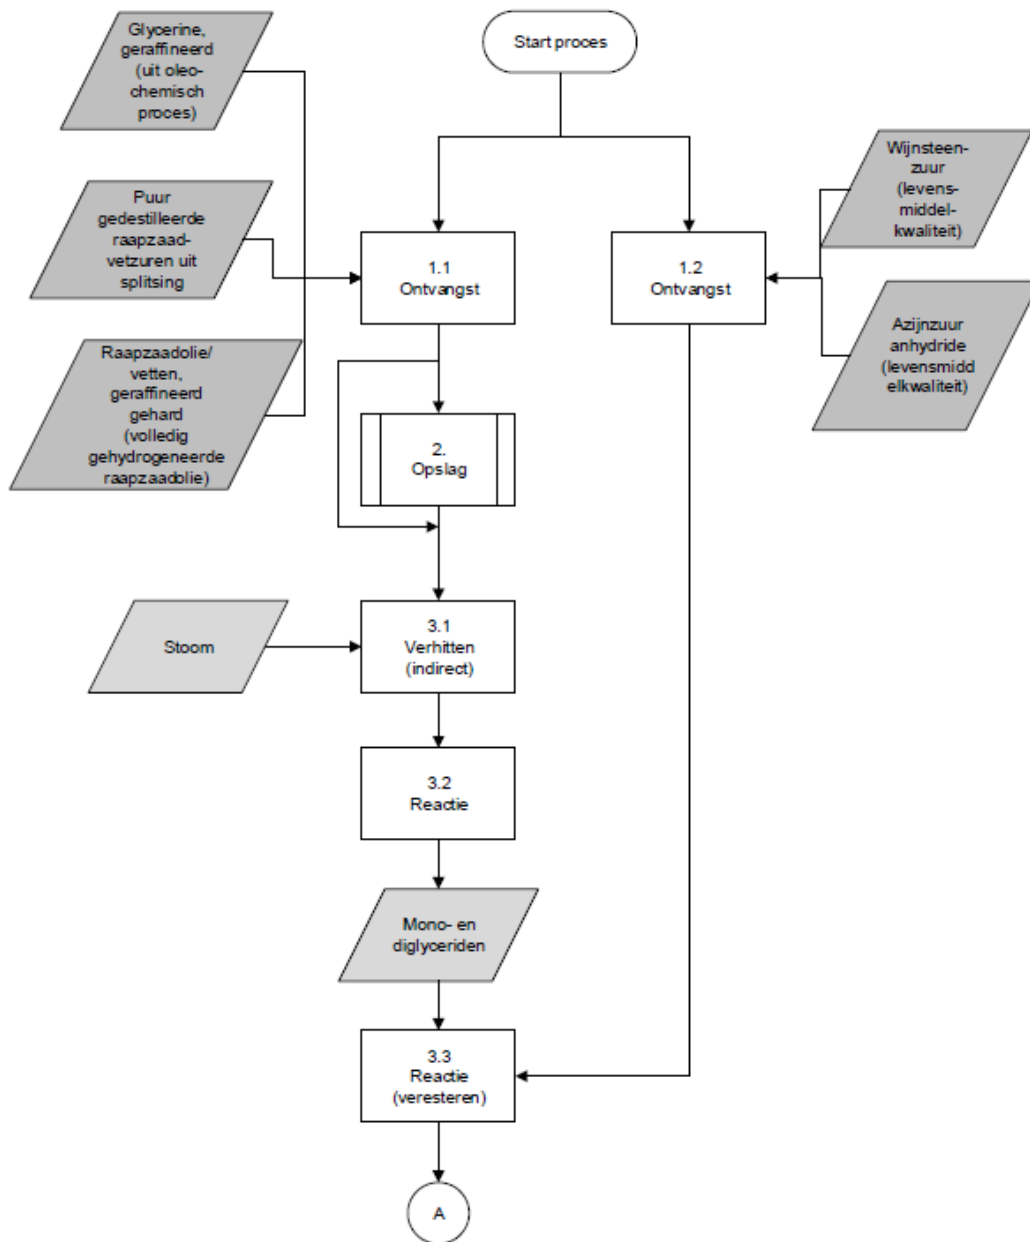 Glycerine,
geraffineerd
(uit oleo-
chemisch
proces)
Start proces
Wijnsteen-
zuur
(levens-
middel-
kwaliteit)
Puur
gedestilleerde
raapzaad-
vetzuren uit
splitsing
1.1
Ontvangst
1.2
Ontvangst
Azijnzuur
anhydride
(levensmidd
elkwaliteit)
Raapzaadolie/
vetten,
geraffineerd
gehard
(volledig
gehydrogeneerde
raapzaadolie)
2.
Opslag
Stoom
3.1
Verhitten
(indirect)
3.2
Reactie
Mono- en
diglyceriden
3.3
Reactie
(veresteren)
A